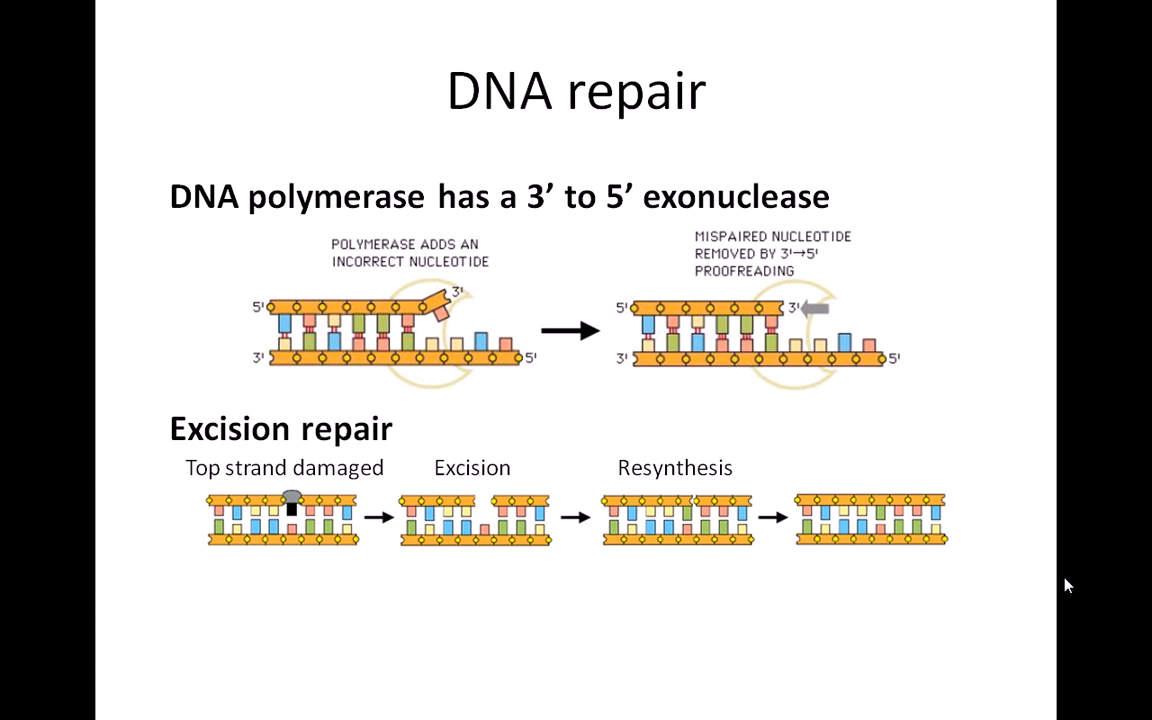 DNA repair
DNA polymerase has a 3’ to 5’ exonuclease
POLYMERASE ADDS AN
INCORRECT NUCLEOTIDE
MISPAIRED NUCLEOTIDE
REMOVED BY 3'→5'
PROOFREADING
5' 3'
3' 5'
5' 3'
3' 5'
Excision repair
Top strand damaged
Excision
Resynthesis